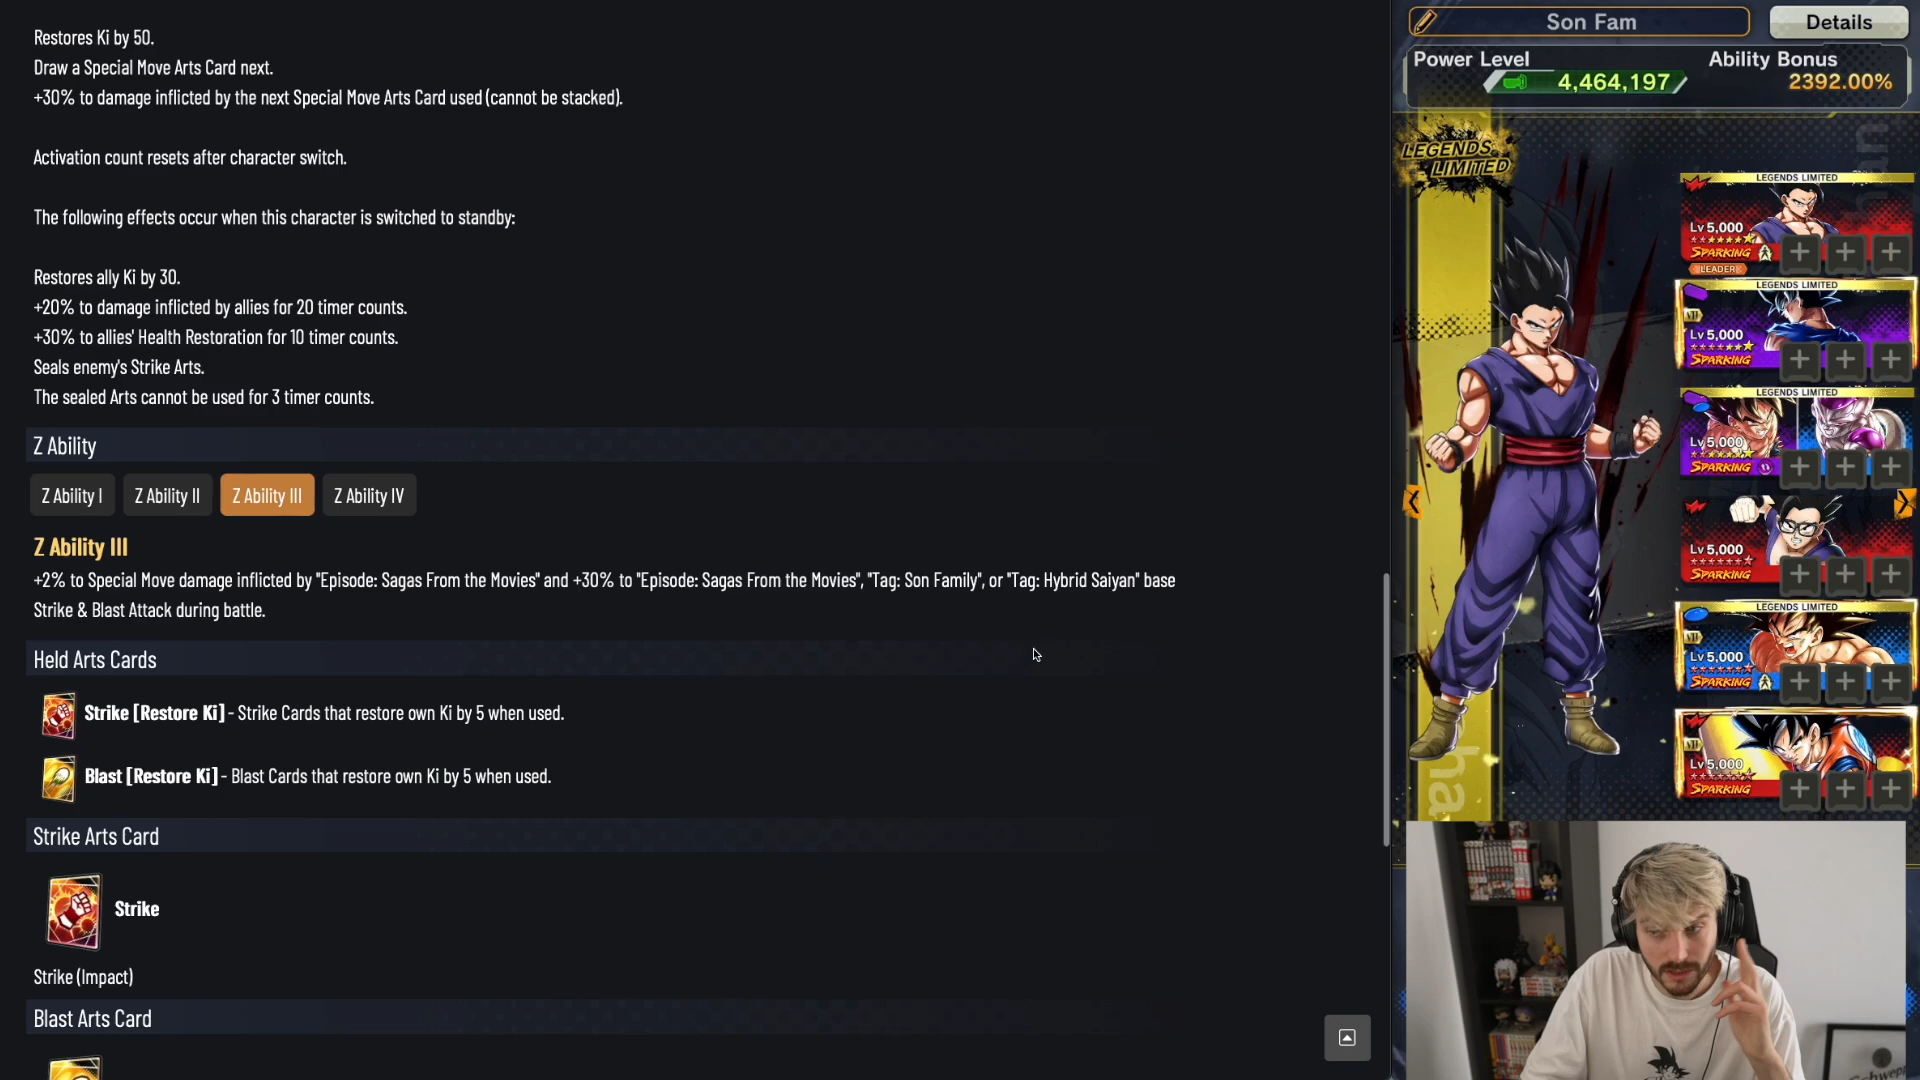 Restores Ki by 50.
Draw a Special Move Arts Card next.
+30% to damage inflicted by the next Special Move Arts Card used (cannot be stacked).
Activation count resets after character switch.
The following effects occur when this character is switched to standby:
Restores ally Ki by 30.
+20% to damage inflicted by allies for 20 timer counts.
+30% to allies' Health Restoration for 10 timer counts.
Seals enemy's Strike Arts.
The sealed Arts cannot be used for 3 timer counts.
Z Ability
Z Ability I
Z Ability II
Z Ability III
Z Ability IV
Z Ability III
+2% to Special Move damage inflicted by "Episode: Sagas From the Movies" and +30% to "Episode: Sagas From the Movies", "Tag: Son Family", or "Tag: Hybrid Saiyan" base
Strike & Blast Attack during battle.
Held Arts Cards
Strike [Restore Ki] - Strike Cards that restore own Ki by 5 when used.
Blast [Restore Ki] - Blast Cards that restore own Ki by 5 when used.
Strike Arts Card
Strike
Strike (Impact)
Blast Arts Card
Son Fam
Details
Power Level
4,464,197
Ability Bonus
2392.00%
LEGENDS
LIMITED
LEGENDS LIMITED
Lv 5,000
SPARKING
LEADER
LEGENDS LIMITED
VII
Lv 5,000
SPARKING
LEGENDS LIMITED
Lv 5,000
SPARKING
Lv 5,000
SPARKING
LEGENDS LIMITED
VII
Lv 5,000
SPARKING
VII
Lv 5,000
SPARKING